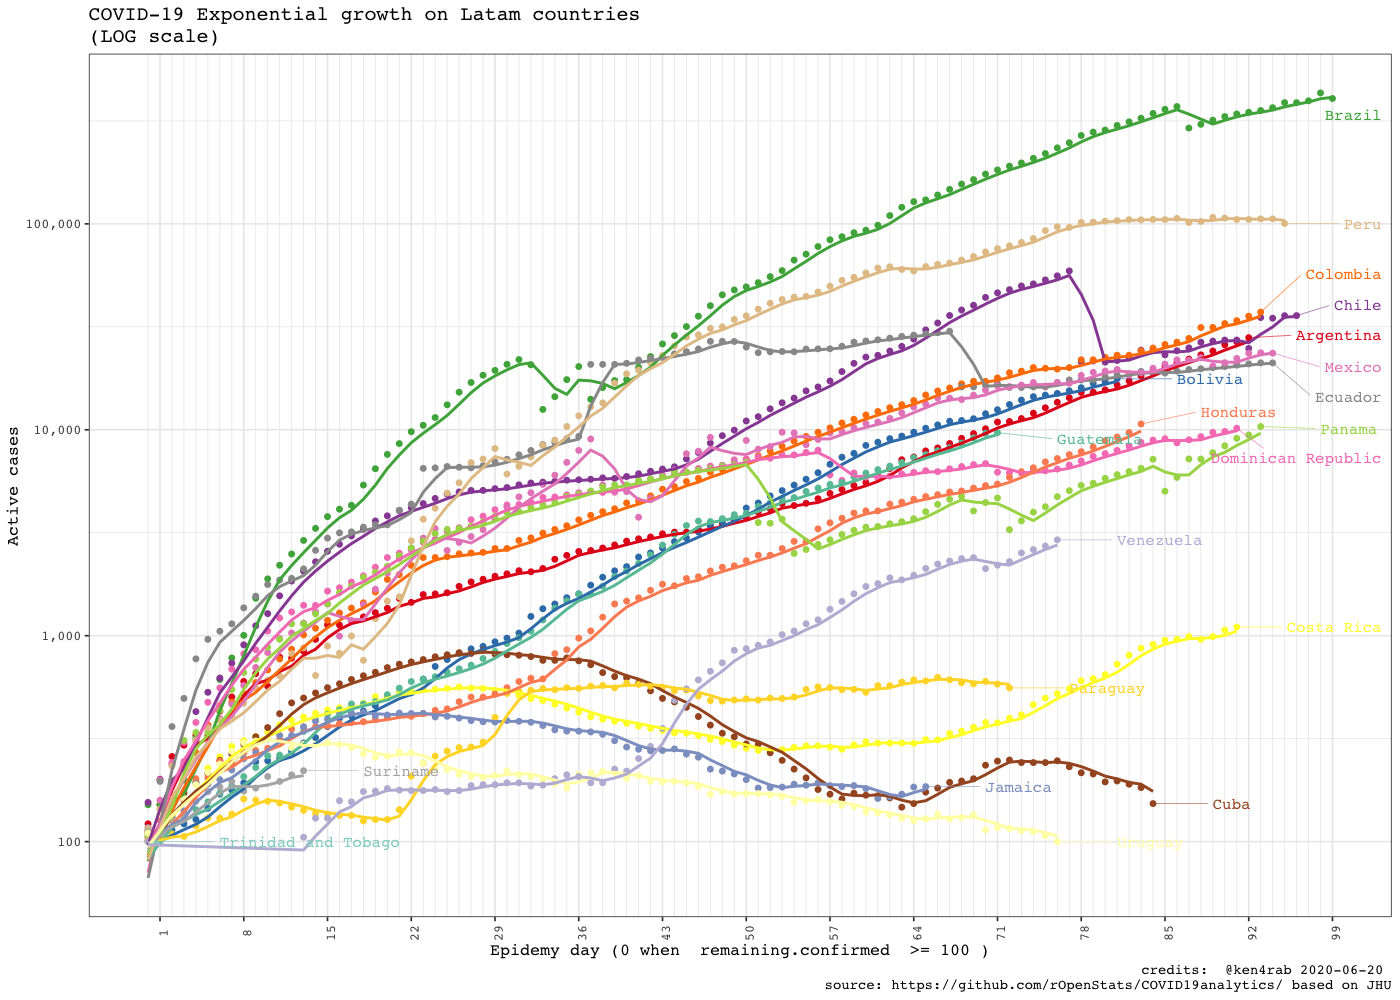 COVID-19 Exponential growth on Latam countries
(LOG scale)
Active cases
100,000
10,000
1,000
100
Brazil
Peru
Colombia
Chile
Argentina
Mexico
Bolivia
Ecuador
Honduras
Panama
Guatemala
Dominican Republic
Venezuela
Costa Rica
Paraguay
Suriname
Jamaica
Cuba
Trinidad and Tobago
Uruguay
1 8 15 22 29 36 43 50 57 64 71 78 85 92 99
Epidemy day (0 when remaining.confirmed >= 100 )
credits: @ken4rab 2020-06-20
source: https://github.com/rOpenStats/COVID19analytics/ based on JHU